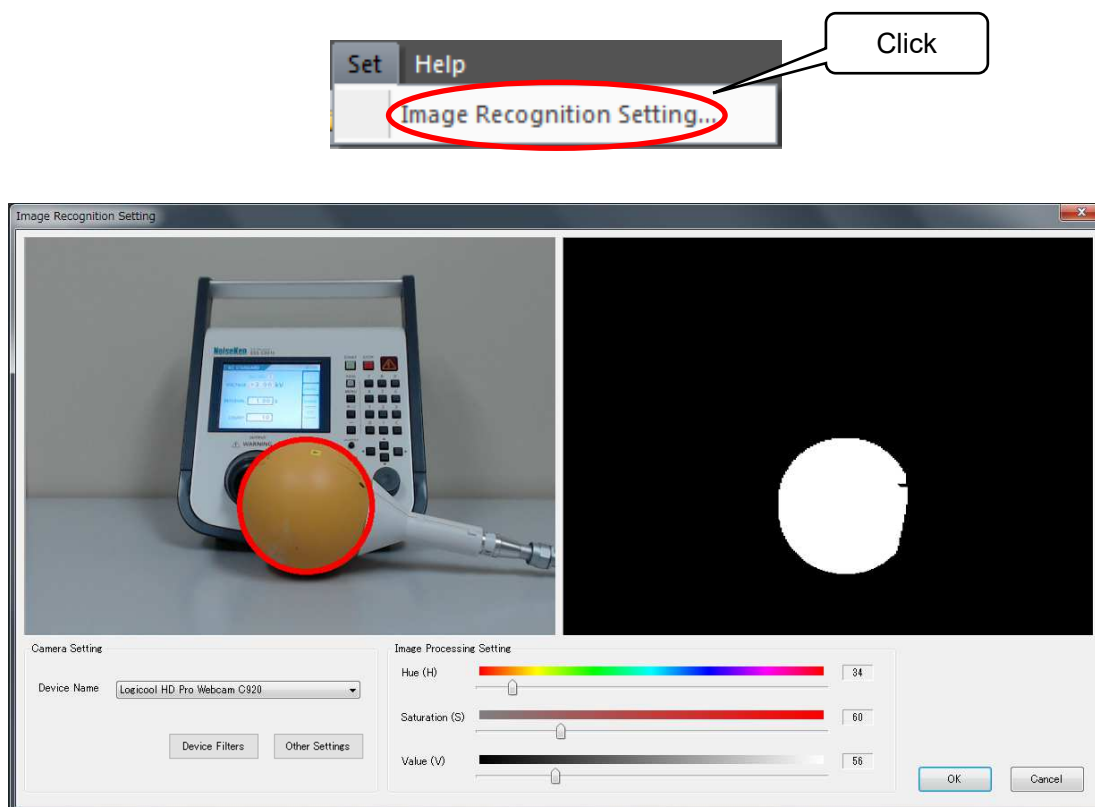 Click
Set Help
Image Recognition Setting...
Image Recognition Setting
NoiseKen
WARNING
Camera Setting
Device Name
Logicool HD Pro Webcam C920
Device Filters
Other Settings
Image Processing Setting
Hue (H)
34
Saturation (S)
60
Value (V)
56
OK
Cancel